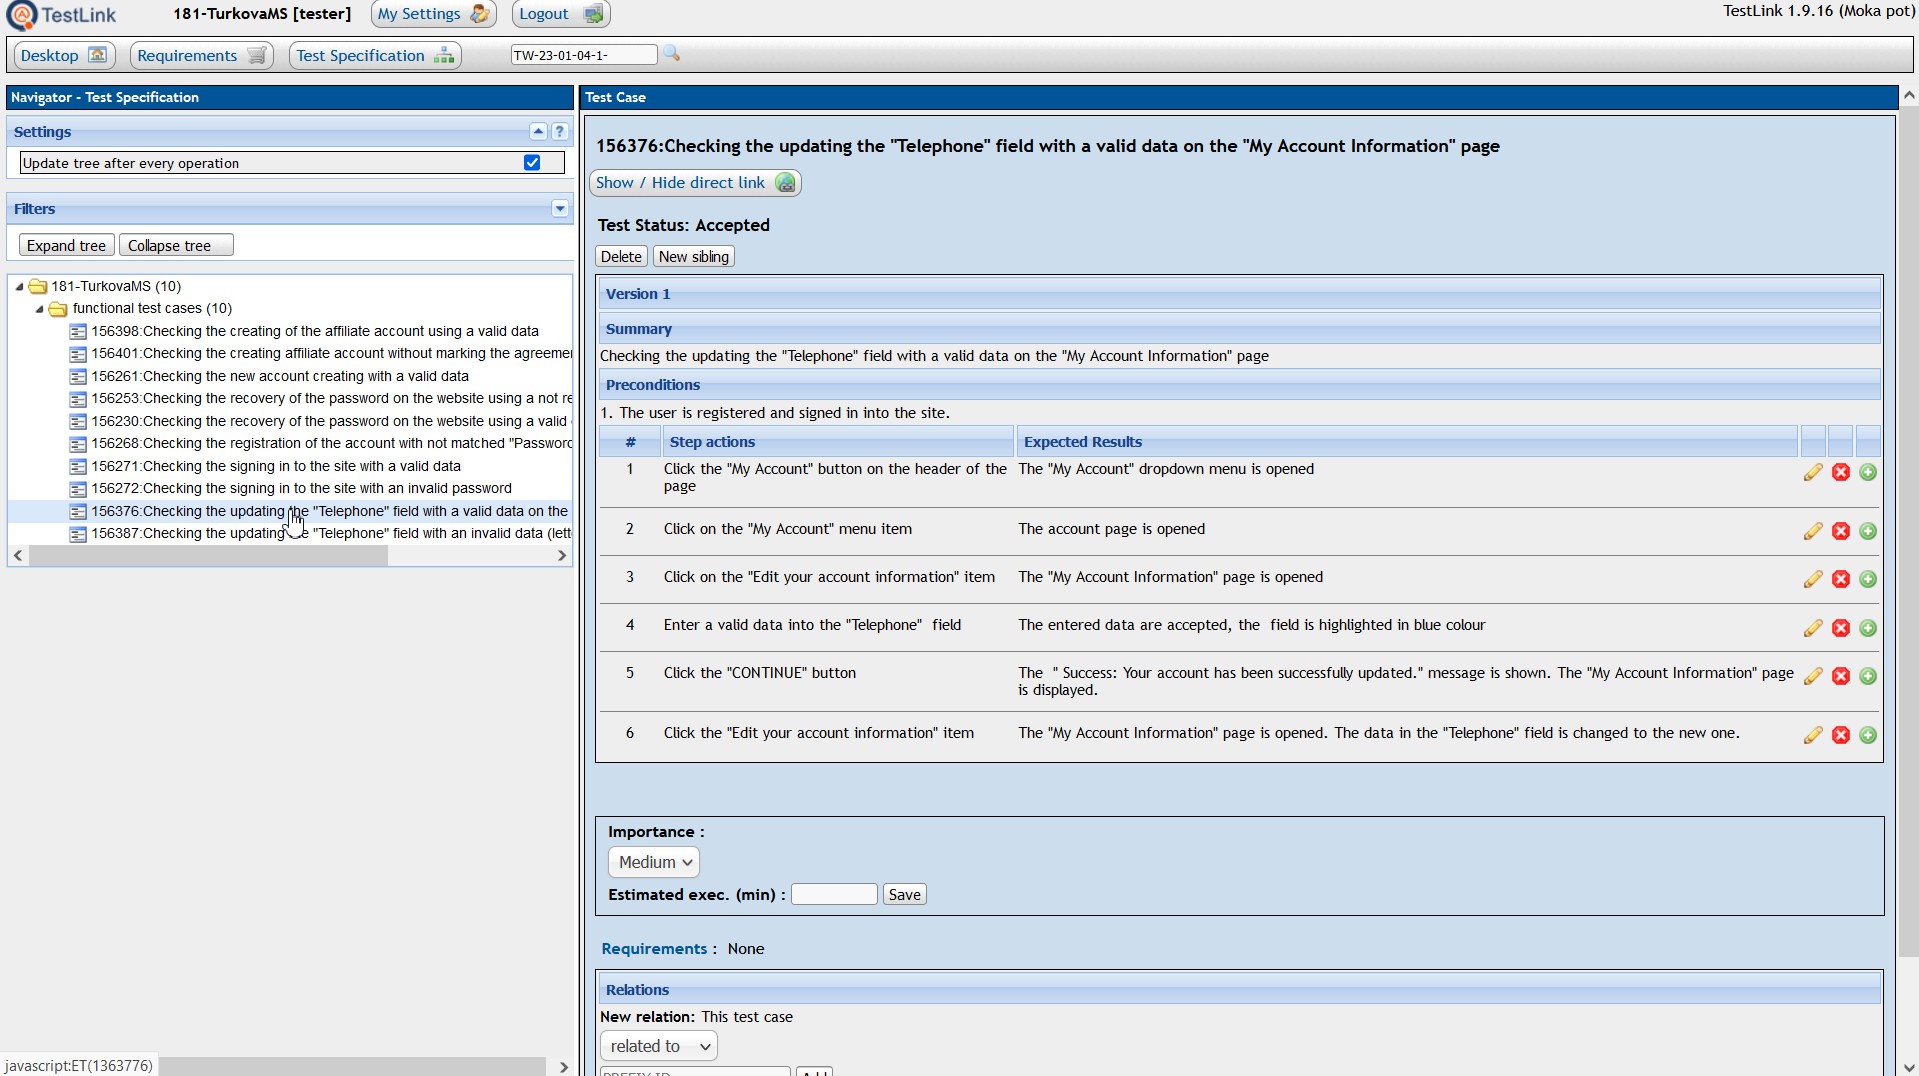 TestLink
181-TurkovaMS [tester]
My Settings
Logout
TestLink 1.9.16 (Moka pot)
Desktop
Requirements
Test Specification
TW-23-01-04-1-
Navigator - Test Specification
Settings
?
Update tree after every operation
Filters
Expand tree
Collapse tree
181-TurkovaMS (10)
functional test cases (10)
156398:Checking the creating of the affiliate account using a valid data
156401:Checking the creating affiliate account without marking the agreemen
156261:Checking the new account creating with a valid data
156253:Checking the recovery of the password on the website using a not re
156230:Checking the recovery of the password on the website using a valid
156268:Checking the registration of the account with not matched "Password
156271:Checking the signing in to the site with a valid data
156272:Checking the signing in to the site with an invalid password
156376:Checking the updating the "Telephone" field with a valid data on the
156387:Checking the updating the "Telephone" field with an invalid data (lett
javascript:ET(1363776)
Test Case
156376:Checking the updating the "Telephone" field with a valid data on the "My Account Information" page
Show / Hide direct link
Test Status: Accepted
Delete
New sibling
Version 1
Summary
Checking the updating the "Telephone" field with a valid data on the "My Account Information" page
Preconditions
1. The user is registered and signed in into the site.
# Step actions Expected Results
1 Click the "My Account" button on the header of the page The "My Account" dropdown menu is opened
2 Click on the "My Account" menu item The account page is opened
3 Click on the "Edit your account information" item The "My Account Information" page is opened
4 Enter a valid data into the "Telephone"  field The entered data are accepted, the  field is highlighted in blue colour
5 Click the "CONTINUE" button The  " Success: Your account has been successfully updated." message is shown. The "My Account Information" page
is displayed.
6 Click the "Edit your account information" item The "My Account Information" page is opened. The data in the "Telephone" field is changed to the new one.
Importance :
Medium
Estimated exec. (min) :
Save
Requirements : None
Relations
New relation: This test case
related to
PREFIX-ID
Add